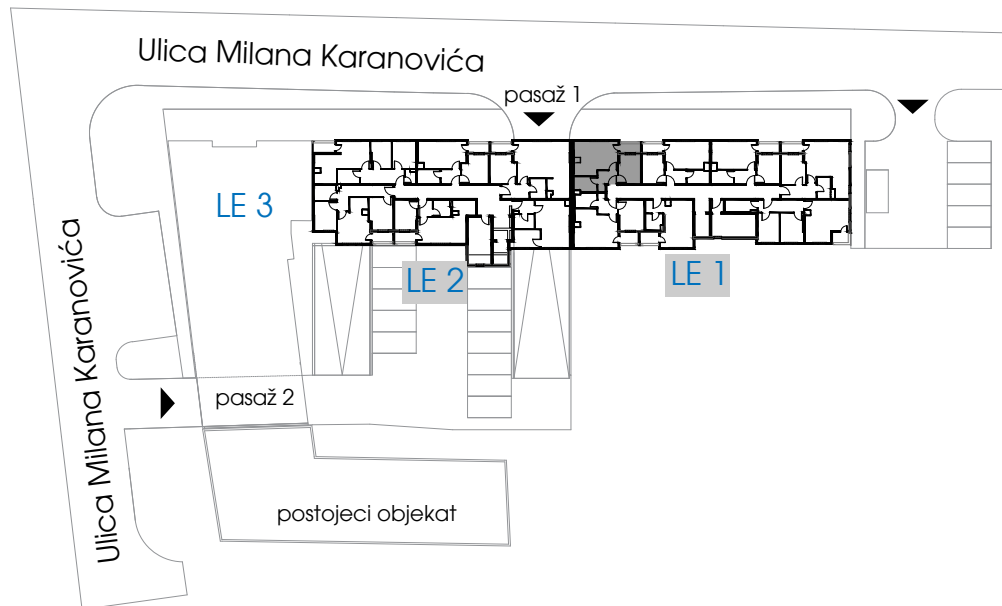 Ulica Milana Karanovića
pasaž 1
LE 3
LE 2
LE 1
Ulica Milana Karanovića
pasaž 2
postojeci objekat